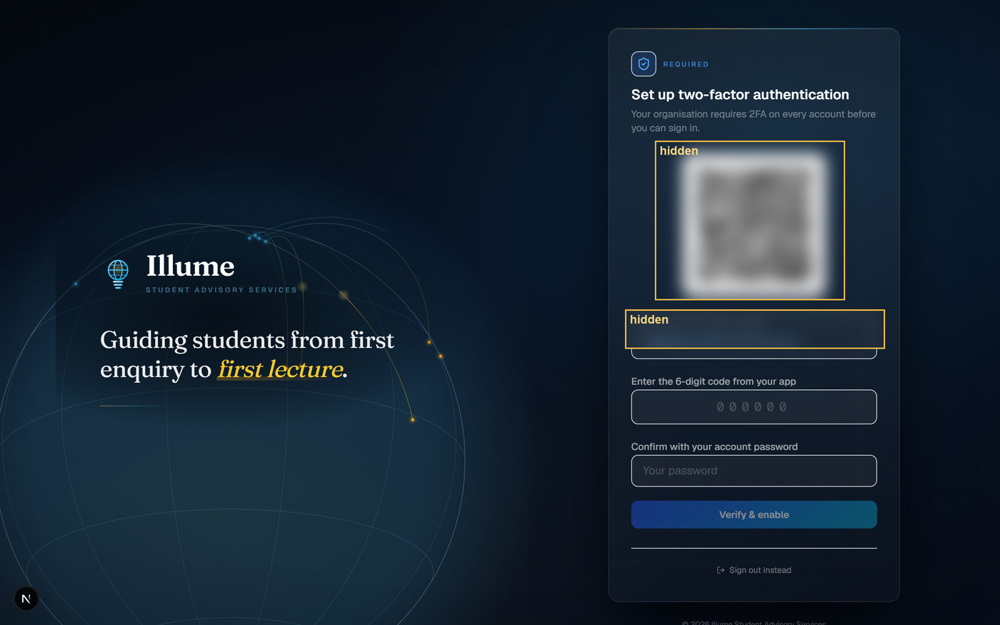 Illume
STUDENT ADVISORY SERVICES
Guiding students from first
enquiry to first lecture.
REQUIRED
Set up two-factor authentication
Your organisation requires 2FA on every account before
you can sign in.
hidden
hidden
Enter the 6-digit code from your app
000000
Confirm with your account password
Your password
Verify & enable
Sign out instead
© 2026 Illume Student Advisory Services
N